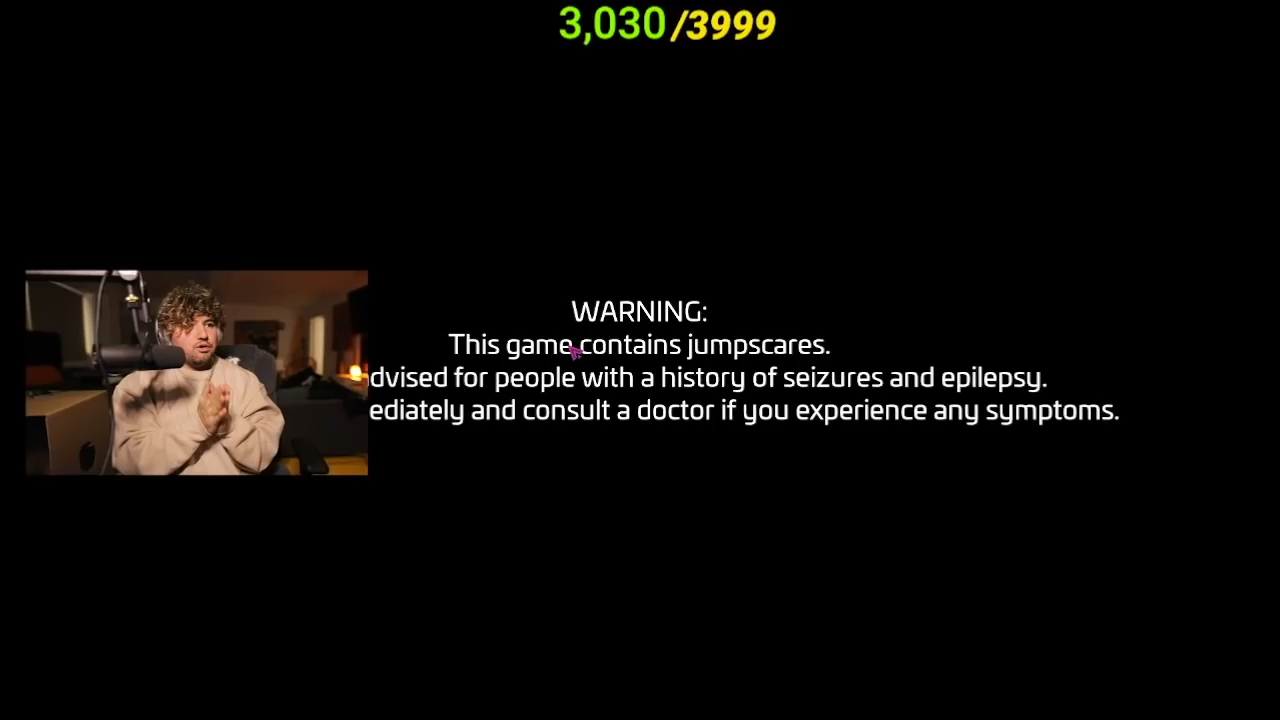 3,030/3999
WARNING:
This game contains jumpscares.
dvised for people with a history of seizures and epilepsy.
ediately and consult a doctor if you experience any symptoms.